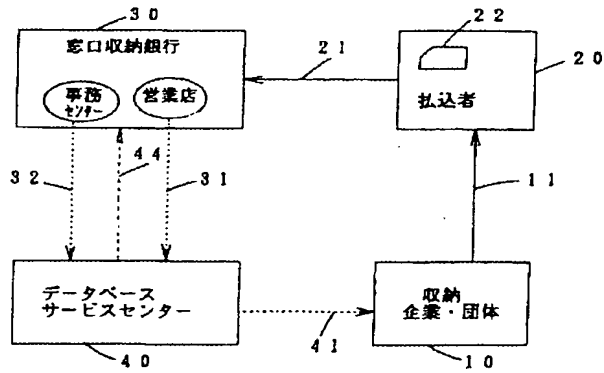 30
窓口収納銀行
事務
センター
営業店
21
22
20
払込者
32
44
31
11
データベース
サービスセンター
40
41
収納
企業・団体
10